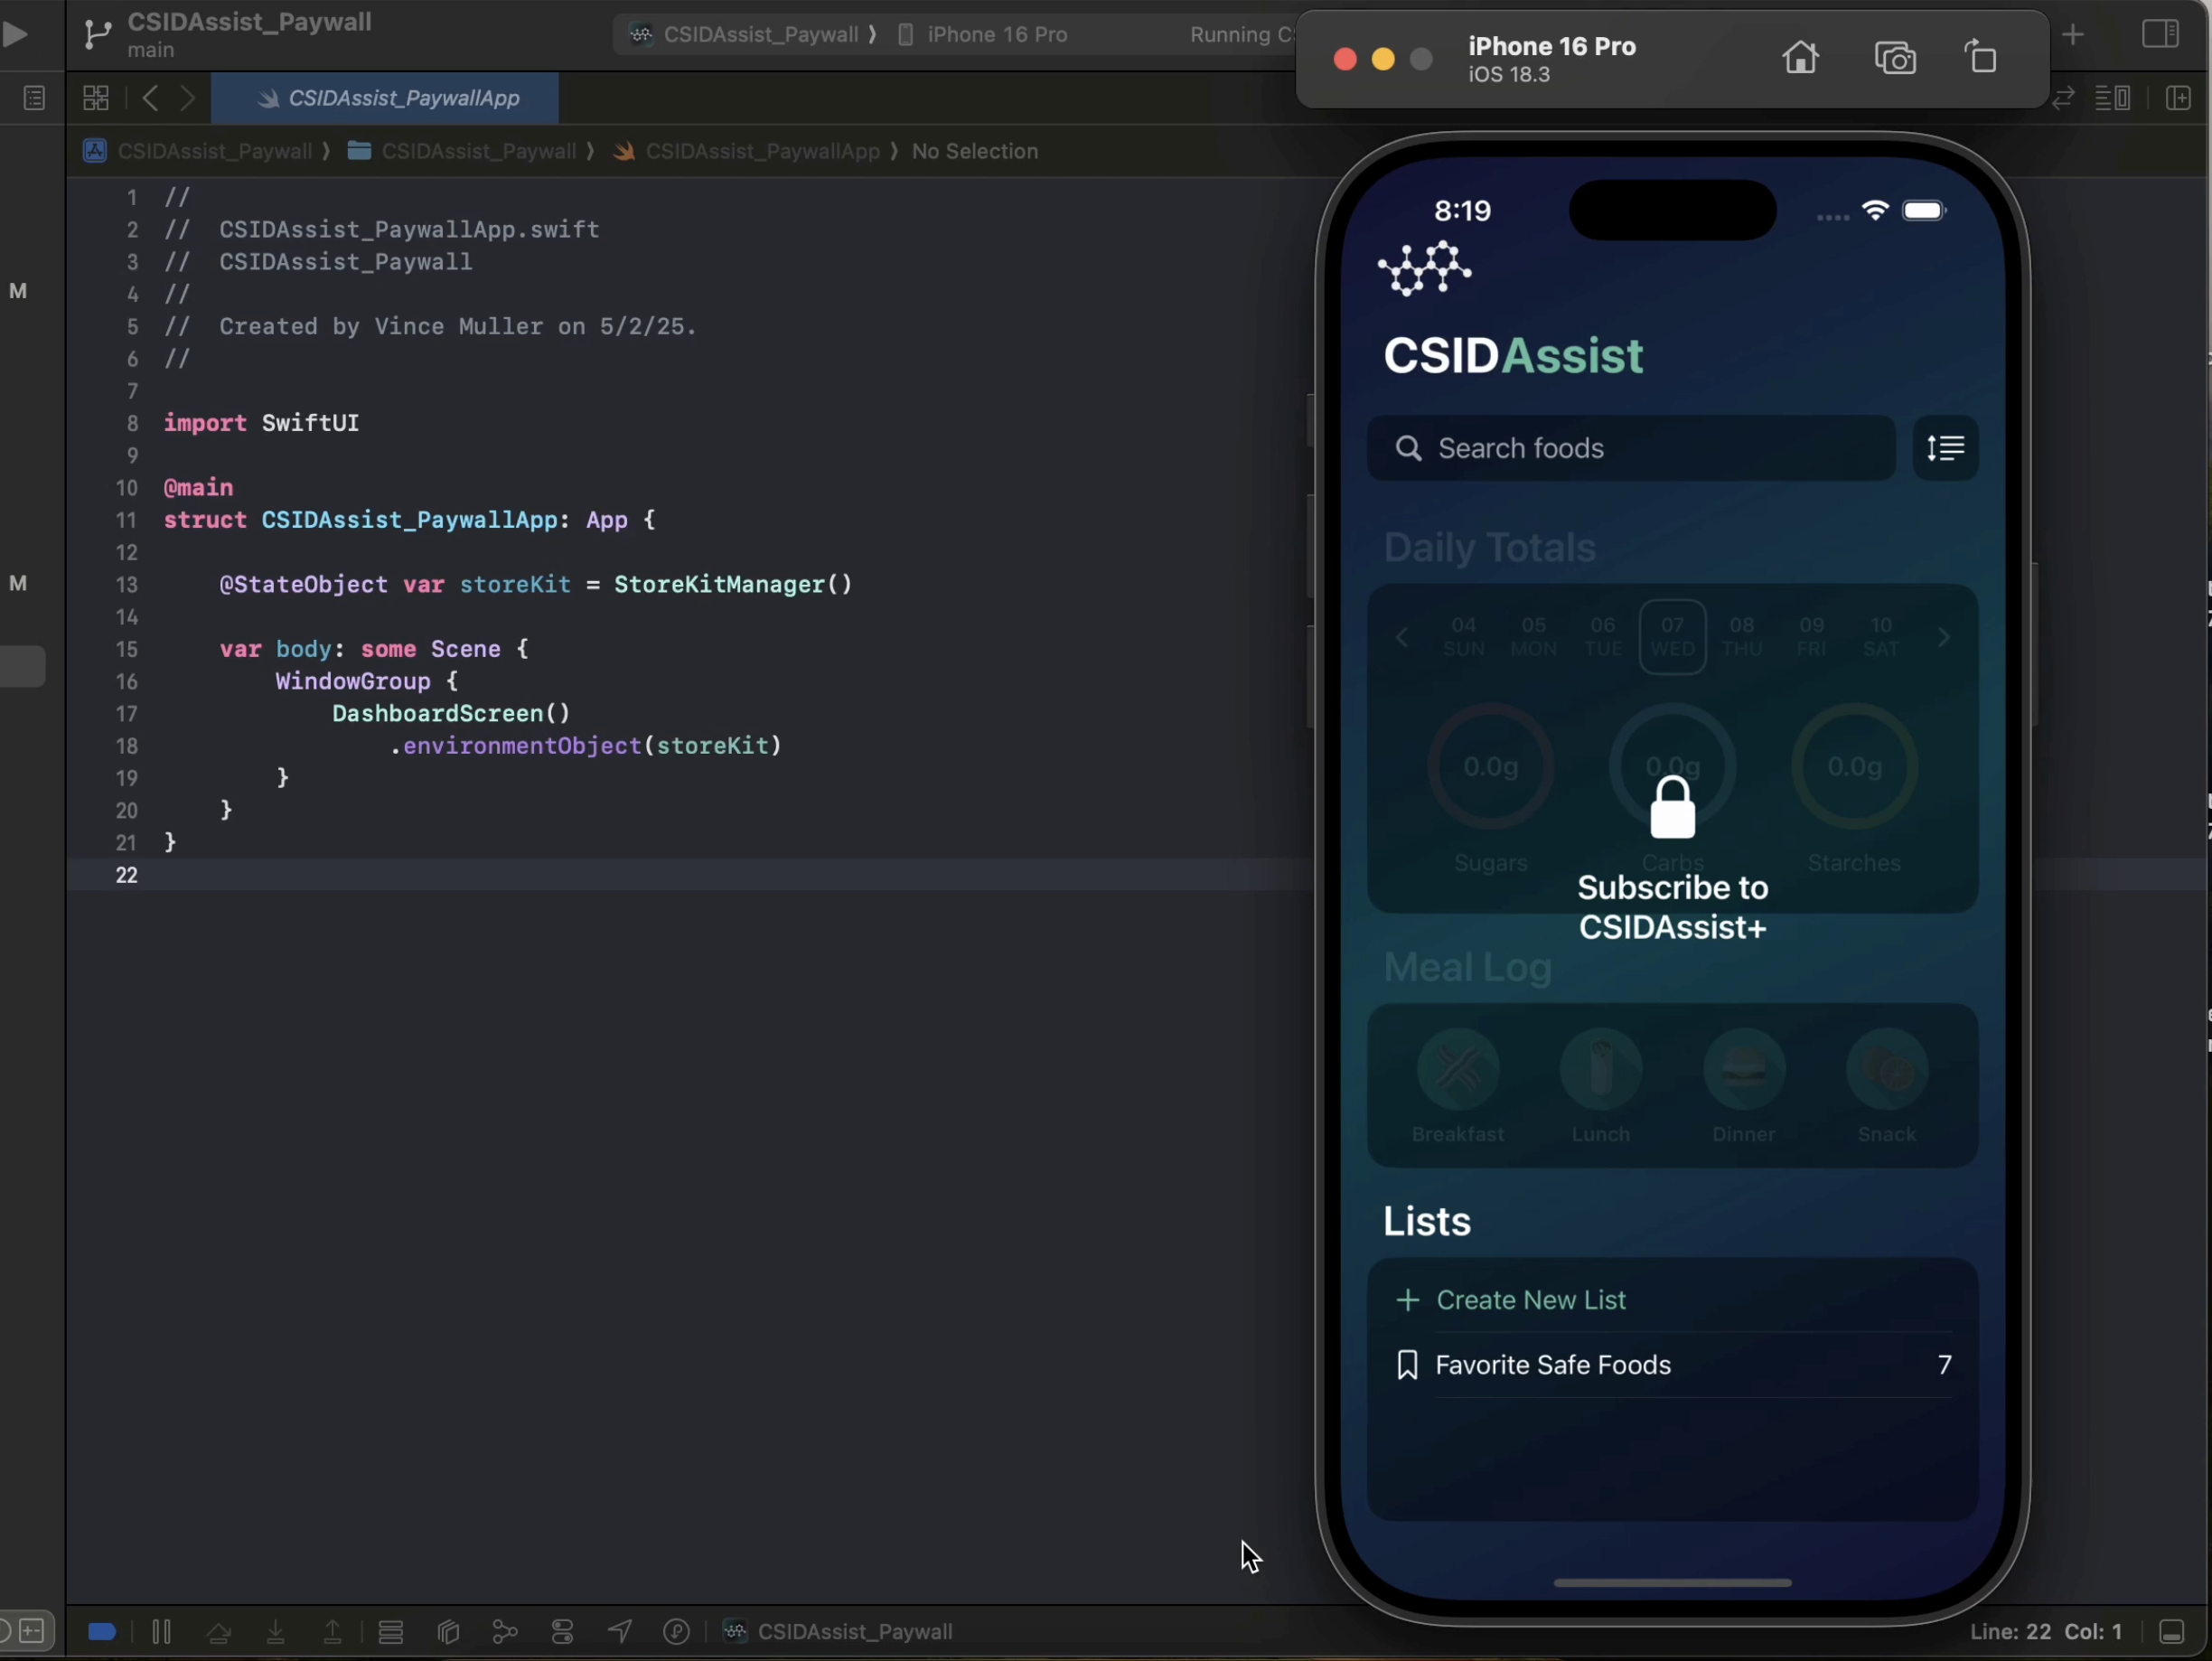 CSIDAssist_Paywall
main
CSIDAssist_Paywall ⟩ iPhone 16 Pro
Running
CSIDAssist_PaywallApp
CSIDAssist_Paywall ⟩ CSIDAssist_Paywall ⟩ CSIDAssist_PaywallApp ⟩ No Selection
M
M
1 //
2 //  CSIDAssist_PaywallApp.swift
3 //  CSIDAssist_Paywall
4 //
5 //  Created by Vince Muller on 5/2/25.
6 //
7
8 import SwiftUI
9
10 @main
11 struct CSIDAssist_PaywallApp: App {
12
13     @StateObject var storeKit = StoreKitManager()
14
15     var body: some Scene {
16         WindowGroup {
17             DashboardScreen()
18                 .environmentObject(storeKit)
19         }
20     }
21 }
22
CSIDAssist_Paywall
Line: 22 Col: 1
iPhone 16 Pro
iOS 18.3
8:19
CSIDAssist
Search foods
Daily Totals
04 05 06 07 08 09 10
SUN MON TUE WED THU FRI SAT
0.0g 0.0g 0.0g
Sugars Carbs Starches
Subscribe to
CSIDAssist+
Meal Log
Breakfast Lunch Dinner Snack
Lists
+ Create New List
Favorite Safe Foods 7